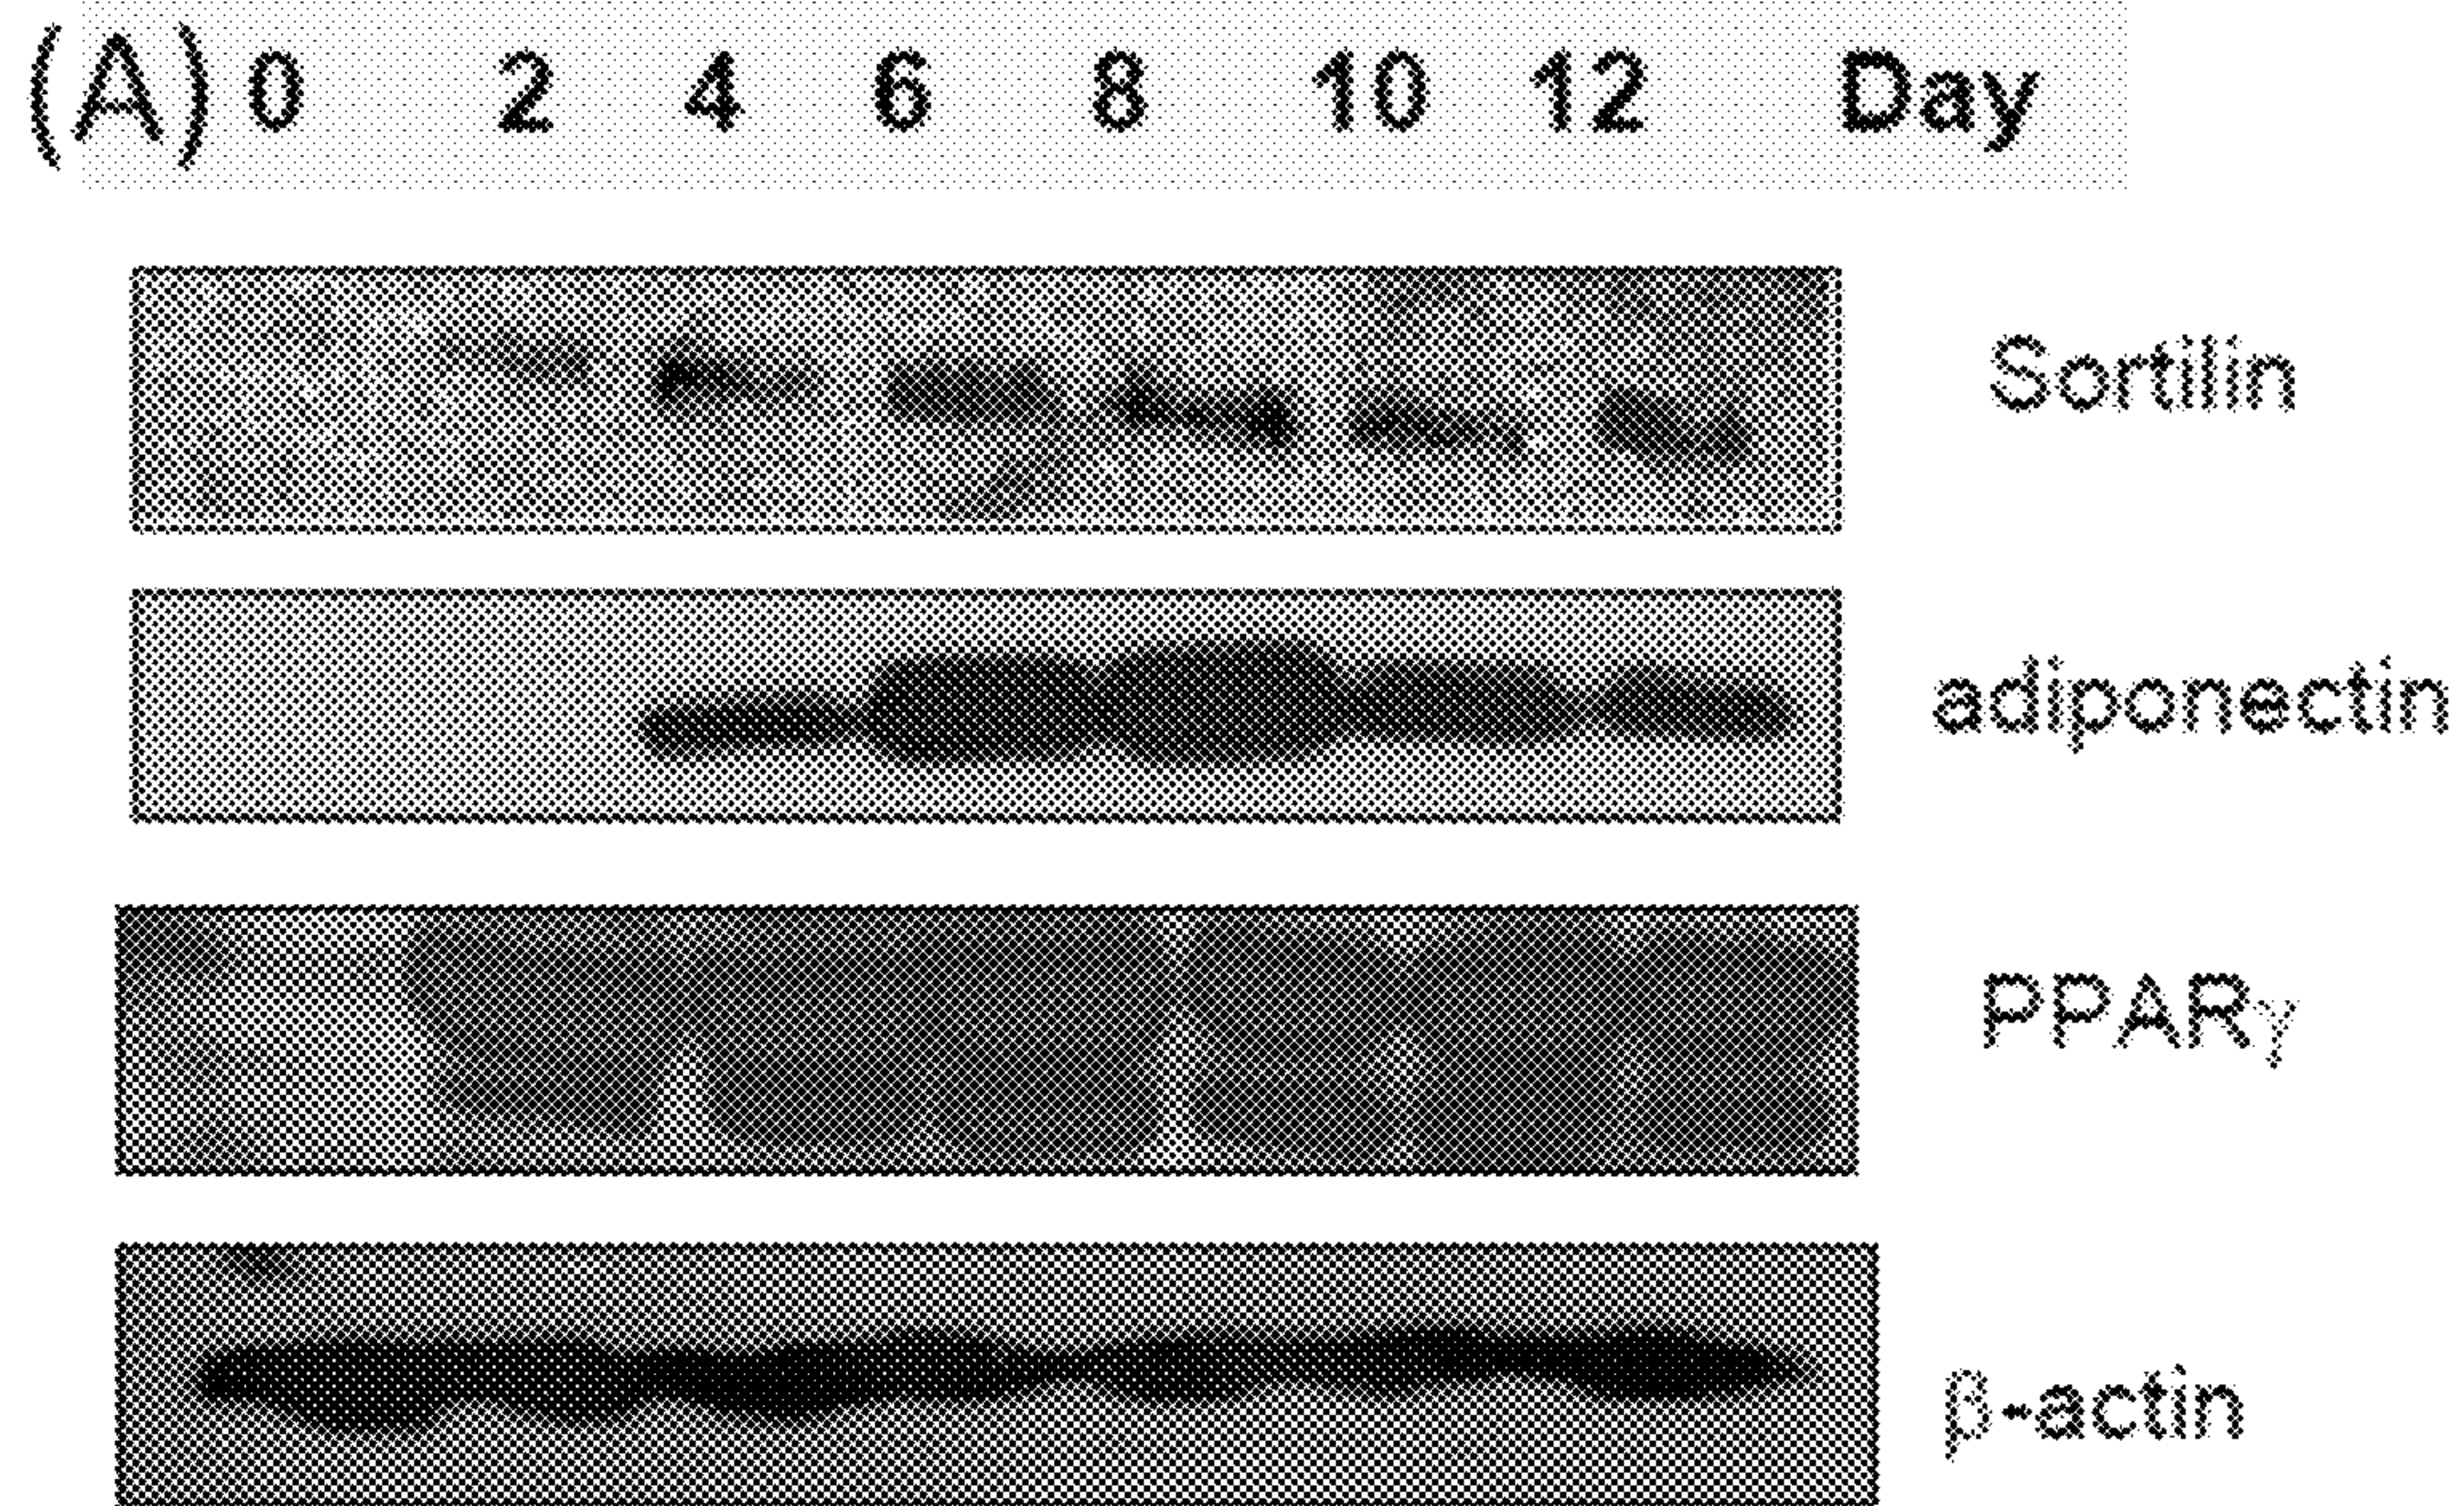 (A) 0 2 4 6 8 10 12 Day
Sortilin
adiponectin
PPARγ
β-actin